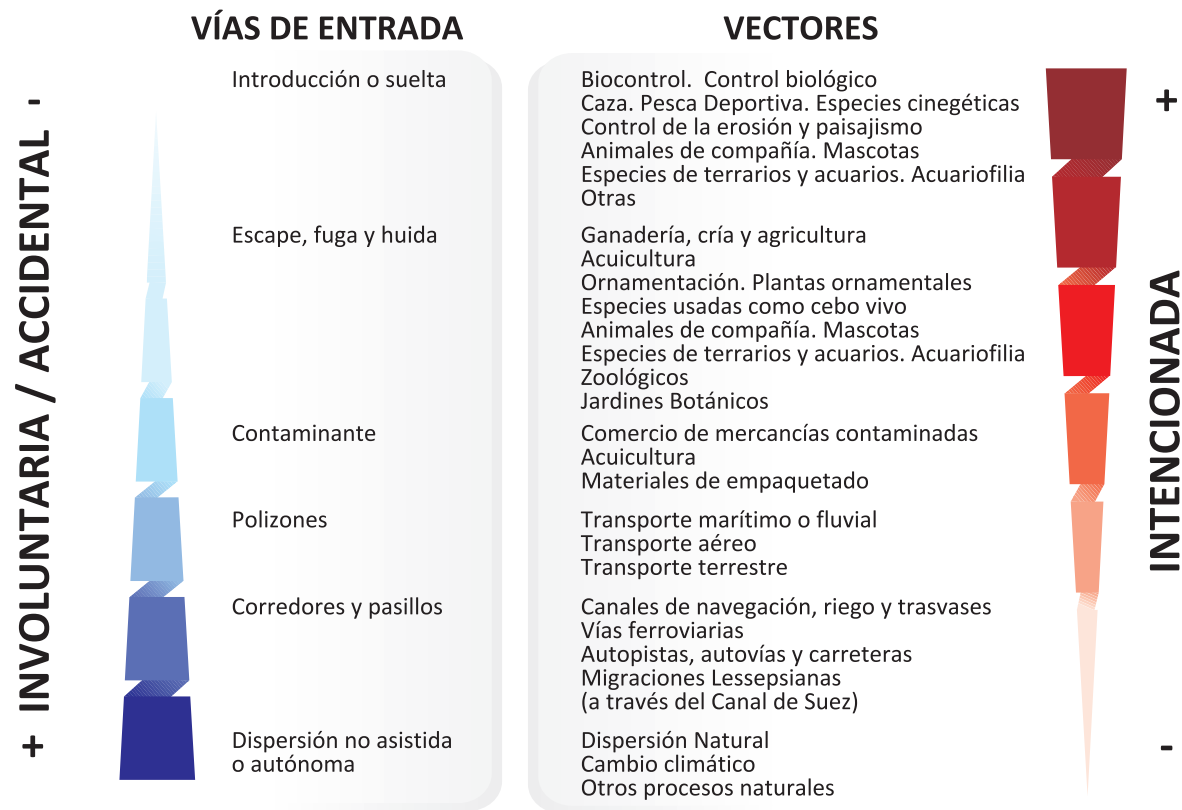 VÍAS DE ENTRADA
VECTORES
- INVOLUNTARIA / ACCIDENTAL +
Introducción o suelta
Biocontrol. Control biológico
Caza. Pesca Deportiva. Especies cinegéticas
Control de la erosión y paisajismo
Animales de compañía. Mascotas
Especies de terrarios y acuarios. Acuariofilia
Otras
Escape, fuga y huida
Ganadería, cría y agricultura
Acuicultura
Ornamentación. Plantas ornamentales
Especies usadas como cebo vivo
Animales de compañía. Mascotas
Especies de terrarios y acuarios. Acuariofilia
Zoológicos
Jardines Botánicos
Contaminante
Comercio de mercancías contaminadas
Acuicultura
Materiales de empaquetado
Polizones
Transporte marítimo o fluvial
Transporte aéreo
Transporte terrestre
Corredores y pasillos
Canales de navegación, riego y trasvases
Vías ferroviarias
Autopistas, autovías y carreteras
Migraciones Lessepsianas
(a través del Canal de Suez)
Dispersión no asistida
o autónoma
Dispersión Natural
Cambio climático
Otros procesos naturales
+
INTENCIONADA
-